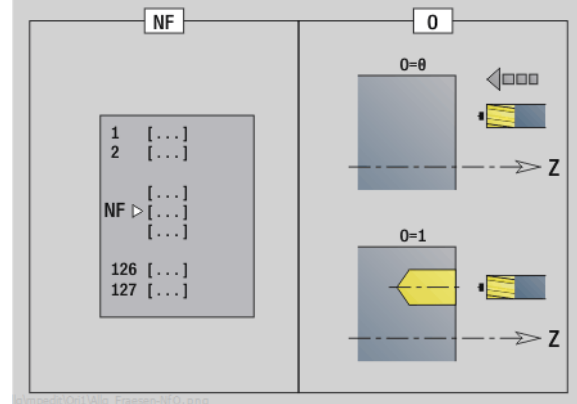 NF
1 [...]
2 [...]
[...]
NF [...]
[...]
126 [...]
127 [...]
O
O=0
Z
O=1
Z